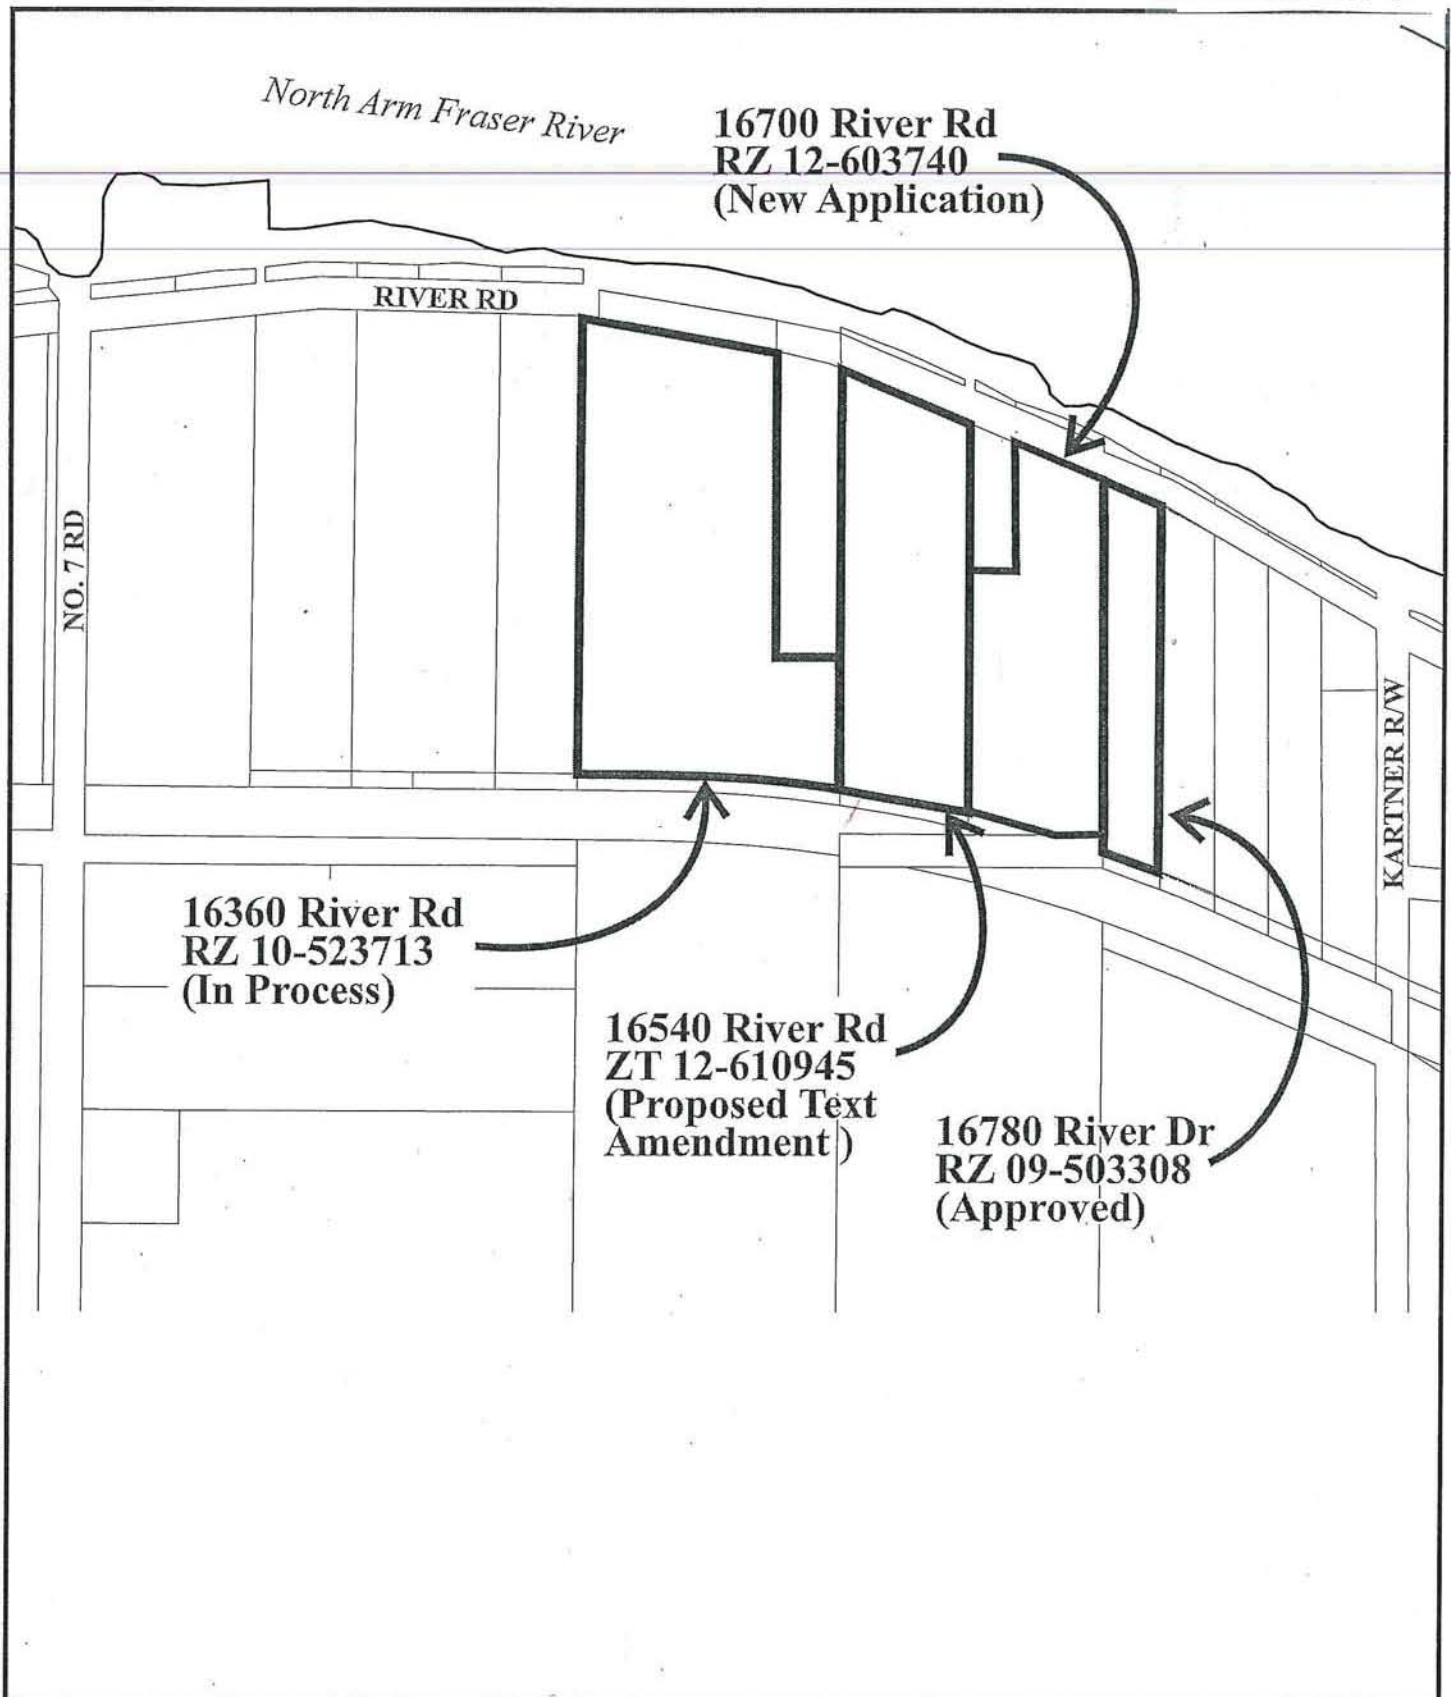 North Arm Fraser River
16700 River Rd
RZ 12-603740
(New Application)
RIVER RD
NO. 7 RD
KARTNER R/W
16360 River Rd
RZ 10-523713
(In Process)
16540 River Rd
ZT 12-610945
(Proposed Text
Amendment )
16780 River Dr
RZ 09-503308
(Approved)